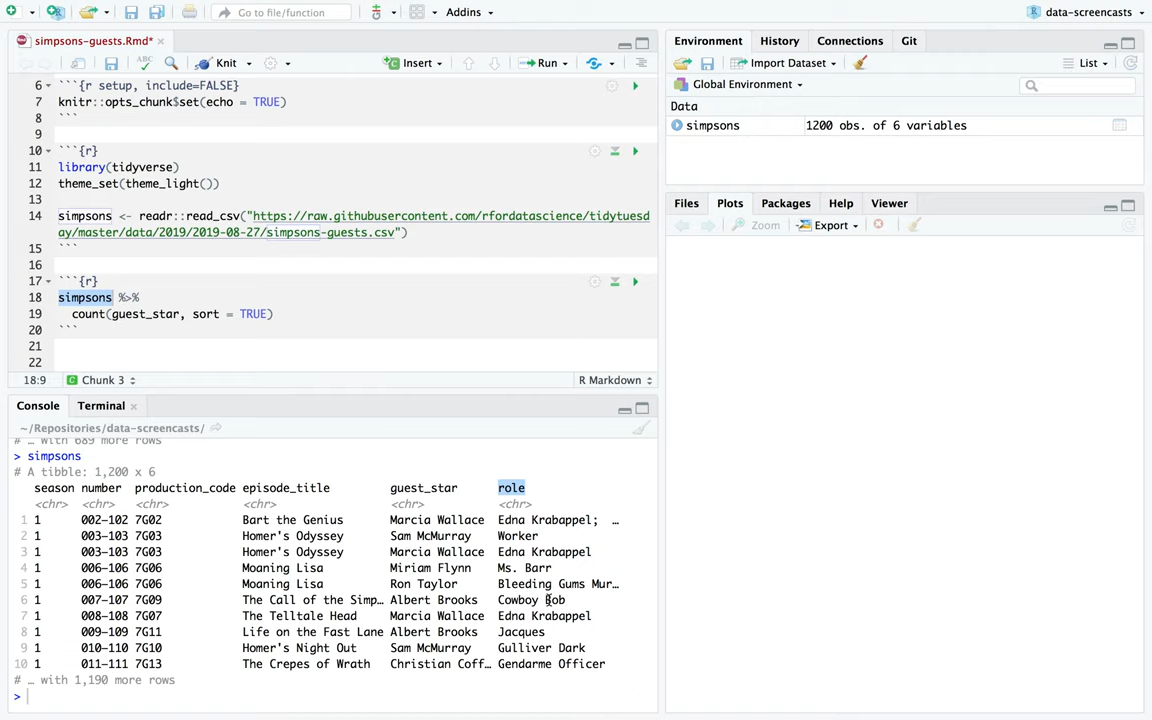 Go to file/function
Addins
data-screencasts
simpsons-guests.Rmd*
ABC
Knit
Insert
Run
6 ```{r setup, include=FALSE}
7 knitr::opts_chunk$set(echo = TRUE)
8 ```
9
10 ```{r}
11 library(tidyverse)
12 theme_set(theme_light())
13
14 simpsons <- readr::read_csv("https://raw.githubusercontent.com/rfordatascience/tidytuesd
ay/master/data/2019/2019-08-27/simpsons-guests.csv")
15 ```
16
17 ```{r}
18 simpsons %>%
19 count(guest_star, sort = TRUE)
20 ```
21
22
18:9 Chunk 3 R Markdown
Console Terminal
~/Repositories/data-screencasts/
# … with 689 more rows
> simpsons
# A tibble: 1,200 x 6
season number production_code episode_title guest_star role
<chr> <chr> <chr> <chr> <chr> <chr>
1 1 002-102 7G02 Bart the Genius Marcia Wallace Edna Krabappel; …
2 1 003-103 7G03 Homer's Odyssey Sam McMurray Worker
3 1 003-103 7G03 Homer's Odyssey Marcia Wallace Edna Krabappel
4 1 006-106 7G06 Moaning Lisa Miriam Flynn Ms. Barr
5 1 006-106 7G06 Moaning Lisa Ron Taylor Bleeding Gums Mur…
6 1 007-107 7G09 The Call of the Simp… Albert Brooks Cowboy Bob
7 1 008-108 7G07 The Telltale Head Marcia Wallace Edna Krabappel
8 1 009-109 7G11 Life on the Fast Lane Albert Brooks Jacques
9 1 010-110 7G10 Homer's Night Out Sam McMurray Gulliver Dark
10 1 011-111 7G13 The Crepes of Wrath Christian Coff… Gendarme Officer
# … with 1,190 more rows
>
Environment History Connections Git
Import Dataset List
Global Environment
Data
simpsons 1200 obs. of 6 variables
Files Plots Packages Help Viewer
Zoom Export